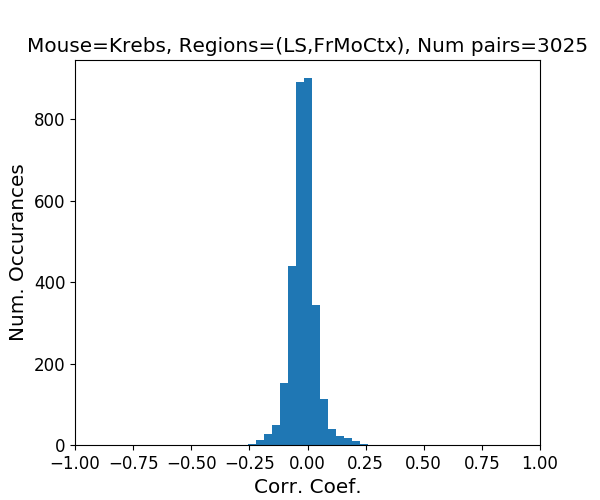 Mouse=Krebs, Regions=(LS,FrMoCtx), Num pairs=3025
Num. Occurances
800
600
400
200
0
−1.00 −0.75 −0.50 −0.25 0.00 0.25 0.50 0.75 1.00
Corr. Coef.